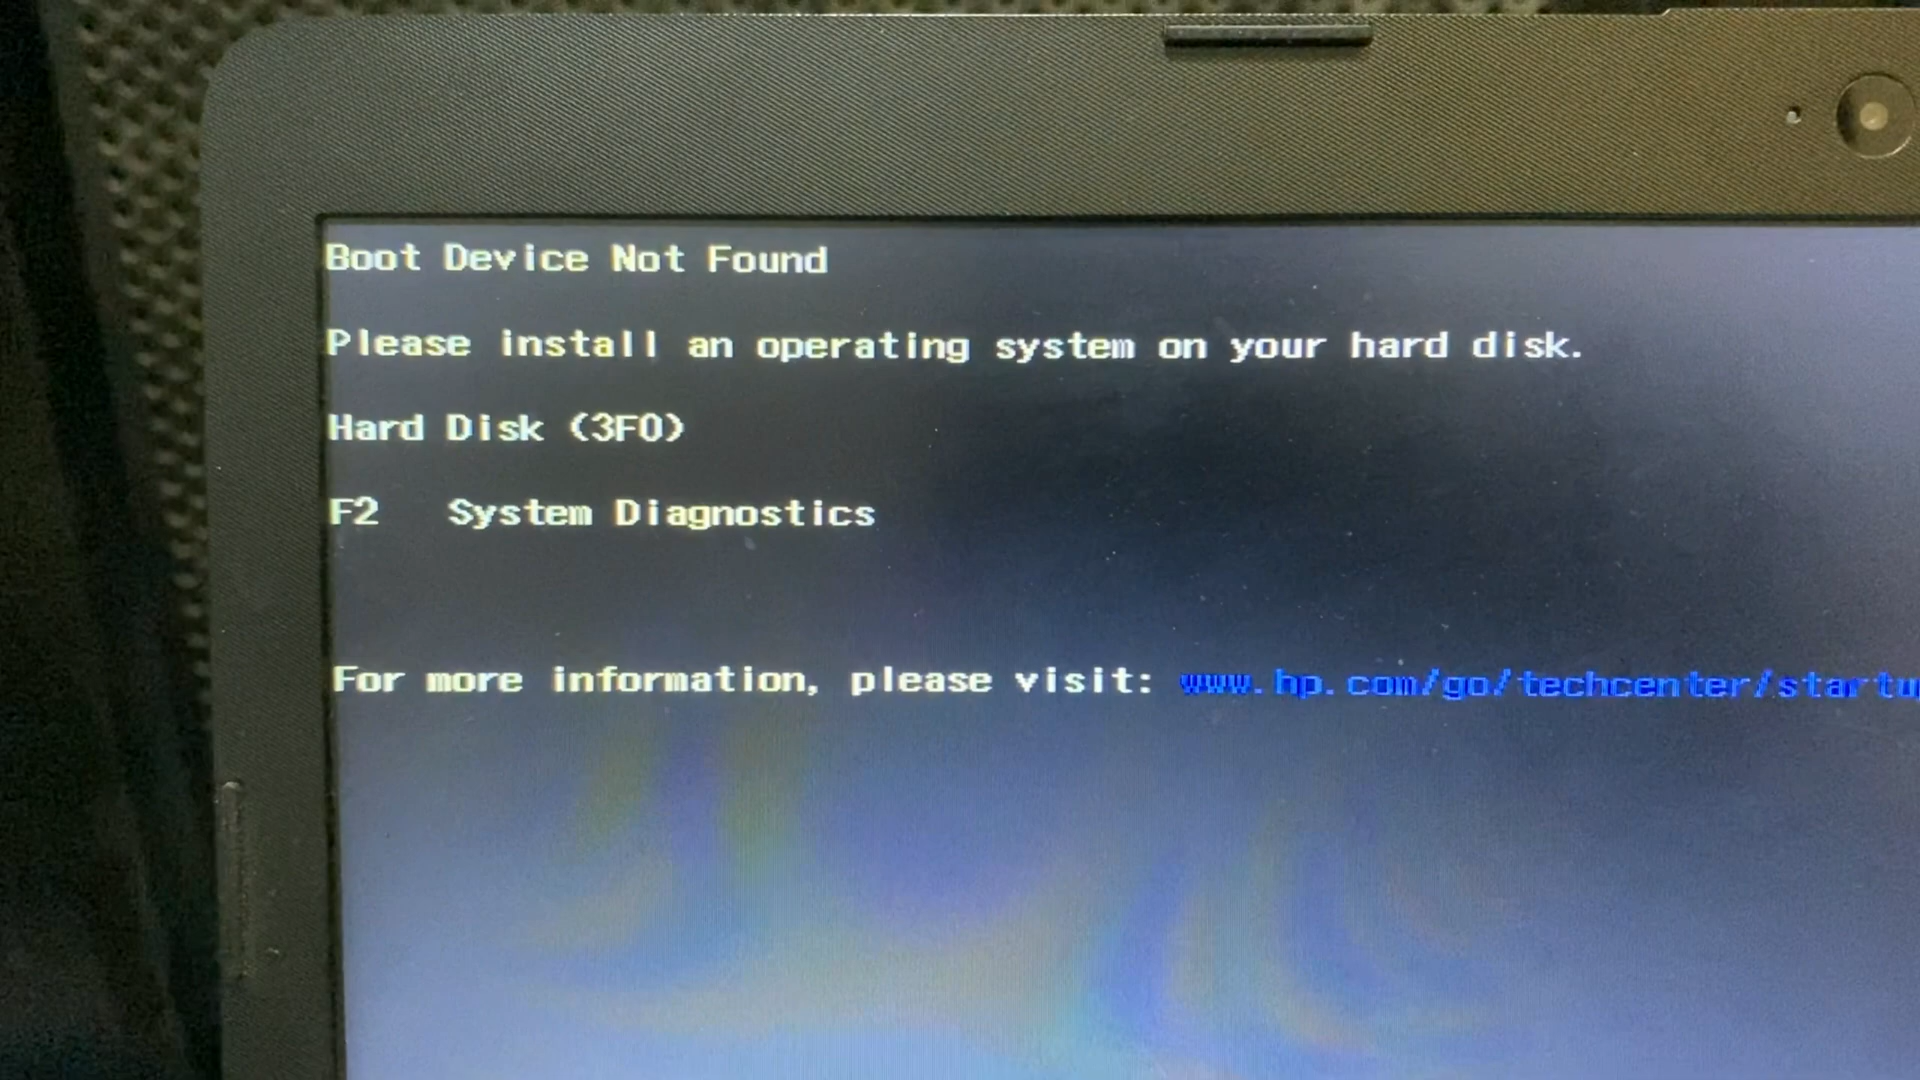 Boot Device Not Found
Please install an operating system on your hard disk.
Hard Disk (3F0)
F2 System Diagnostics
For more information, please visit: www.hp.com/go/techcenter/startu